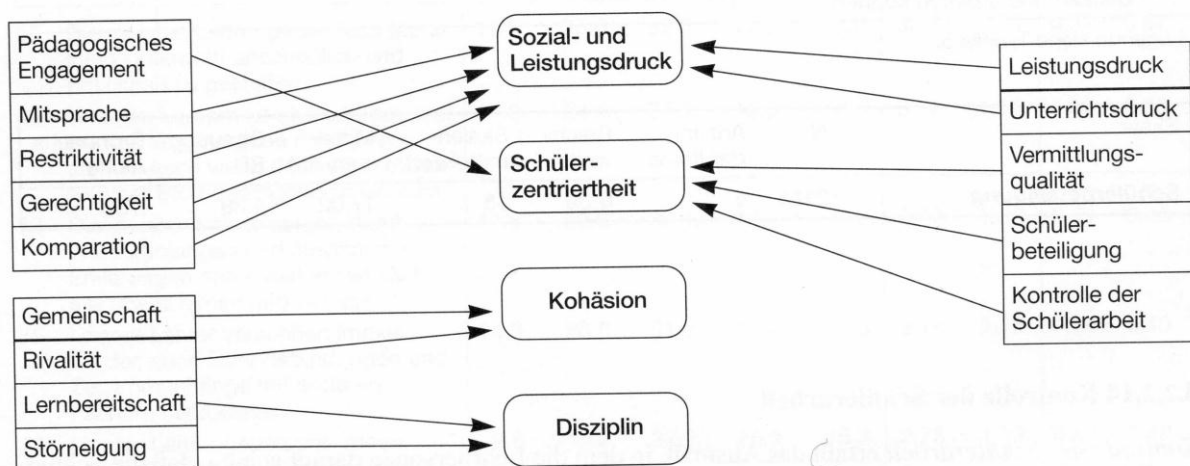 Pädagogisches
Engagement
Mitsprache
Restriktivität
Gerechtigkeit
Komparation
Gemeinschaft
Rivalität
Lernbereitschaft
Störneigung
Sozial- und
Leistungsdruck
Schüler-
zentriertheit
Kohäsion
Disziplin
Leistungsdruck
Unterrichtsdruck
Vermittlungs-
qualität
Schüler-
beteiligung
Kontrolle der
Schülerarbeit